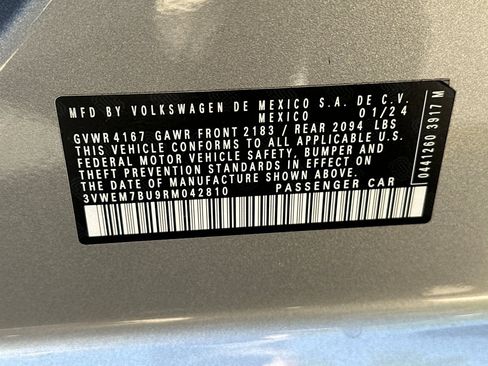 MFD BY VOLKSWAGEN DE MEXICO S.A. DE C.V.
MEXICO 01/24
GVWR 4167 GAWR FRONT 2183 / REAR 2094 LBS
THIS VEHICLE CONFORMS TO ALL APPLICABLE U.S.
FEDERAL MOTOR VEHICLE SAFETY, BUMPER AND
THEFT PREVENTION STANDARDS IN EFFECT ON
THE DATE OF MANUFACTURE SHOWN ABOVE.
3VWEM7BU9RM042810 PASSENGER CAR
0441260 3917 M